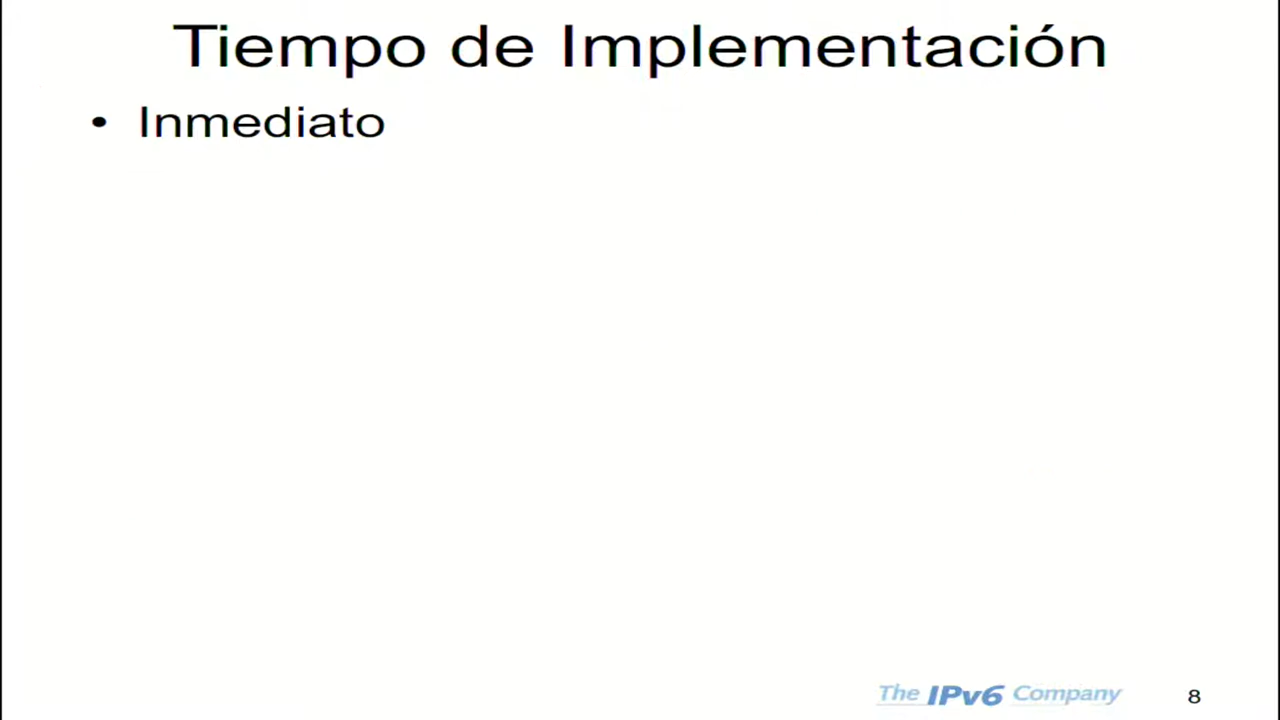 Tiempo de Implementación
• Inmediato
The IPv6 Company
8